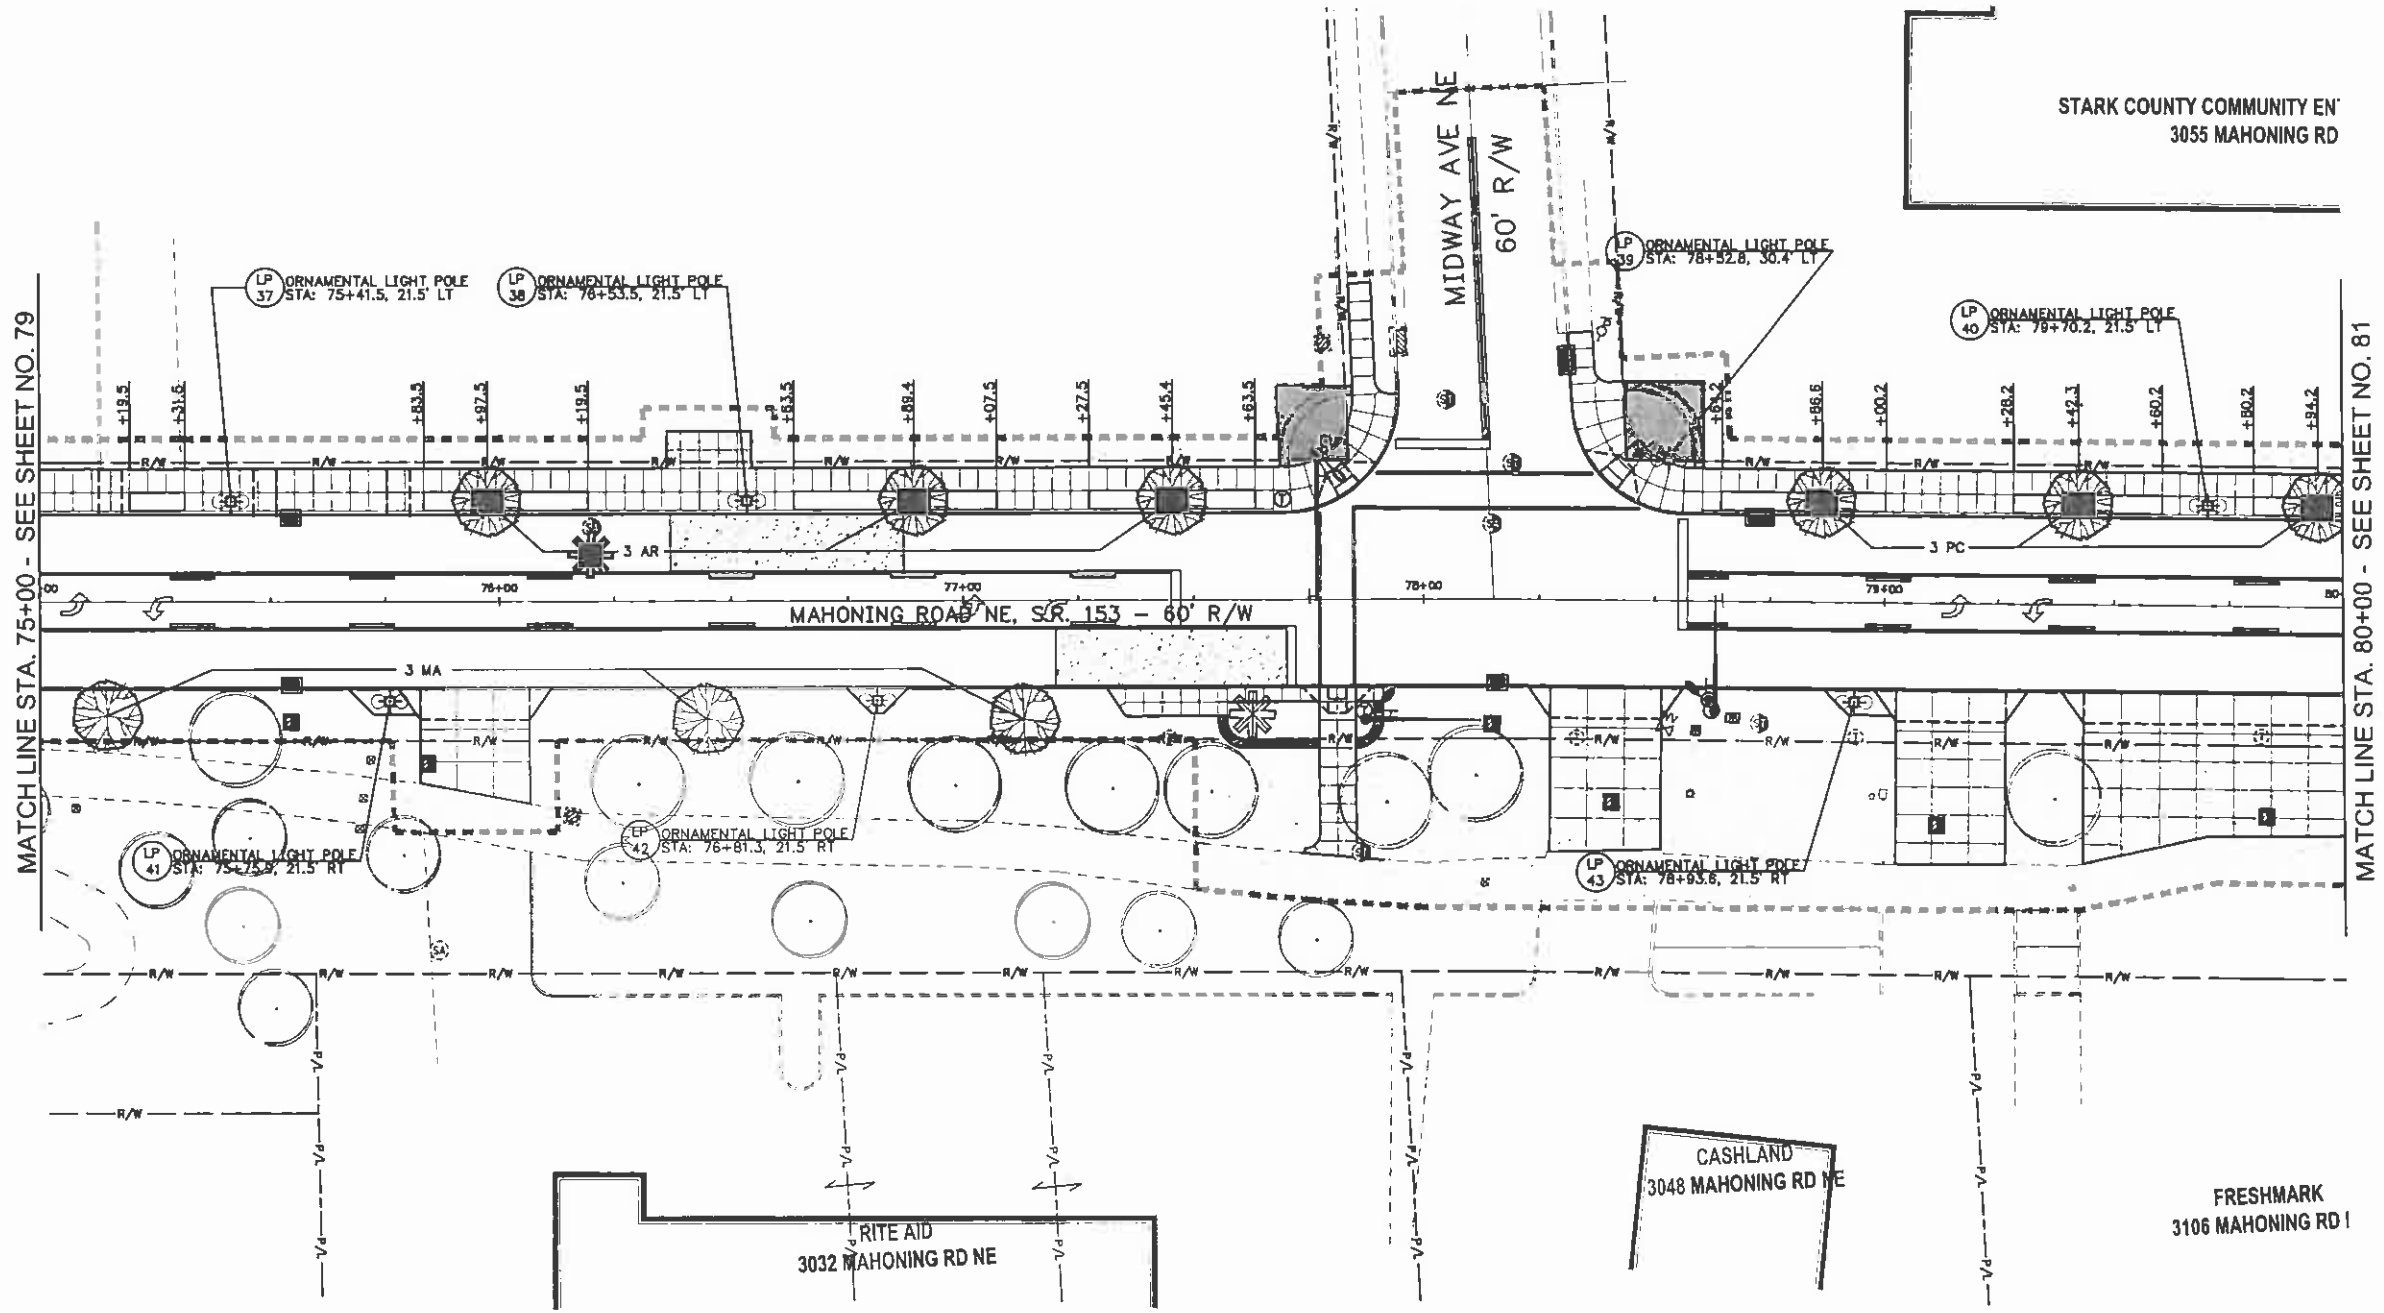 MIDWAY AVE NE
60' R/W
STARK COUNTY COMMUNITY EN
3055 MAHONING RD
LP 37 ORNAMENTAL LIGHT POLE
STA: 75+41.5, 21.5' LT
LP 38 ORNAMENTAL LIGHT POLE
STA: 76+53.5, 21.5' LT
LP 39 ORNAMENTAL LIGHT POLE
STA: 78+52.8, 30.4' LT
LP 40 ORNAMENTAL LIGHT POLE
STA: 79+70.2, 21.5' LT
MATCH LINE STA. 75+00 - SEE SHEET NO. 79
MATCH LINE STA. 80+00 - SEE SHEET NO. 81
+19.5 +31.5 +83.5 +97.5 +19.5 +63.5 +89.4 +07.5 +27.5 +45.4 +63.5 +61.2 +86.6 +00.2 +28.2 +42.3 +60.2 +80.2 +94.2
R/W R/W R/W R/W R/W R/W R/W R/W R/W R/W
R/W R/W R/W R/W
3 AR
3 PC
00 76+00 77+00 78+00 79+00 80
MAHONING ROAD NE, S.R. 153 - 60' R/W
3 MA
R/W R/W R/W R/W R/W R/W R/W R/W R/W R/W R/W
LP 41 ORNAMENTAL LIGHT POLE
STA: 75+75.9, 21.5' RT
LP 42 ORNAMENTAL LIGHT POLE
STA: 76+81.3, 21.5' RT
LP 43 ORNAMENTAL LIGHT POLE
STA: 78+93.6, 21.5' RT
SA
R/W R/W R/W R/W R/W R/W R/W R/W R/W R/W R/W R/W
R/W
P/L P/L P/L P/L P/L P/L P/L P/L P/L P/L P/L P/L P/L P/L P/L
RITE AID
3032 MAHONING RD NE
CASHLAND
3048 MAHONING RD NE
FRESHMARK
3106 MAHONING RD